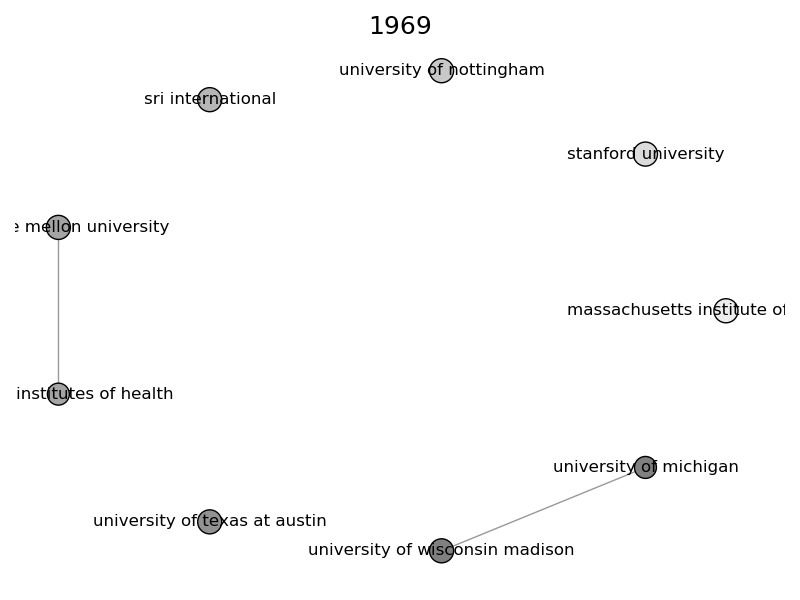 1969
university of nottingham
sri international
stanford university
mellon university
massachusetts institute of
institutes of health
university of michigan
university of texas at austin
university of wisconsin madison